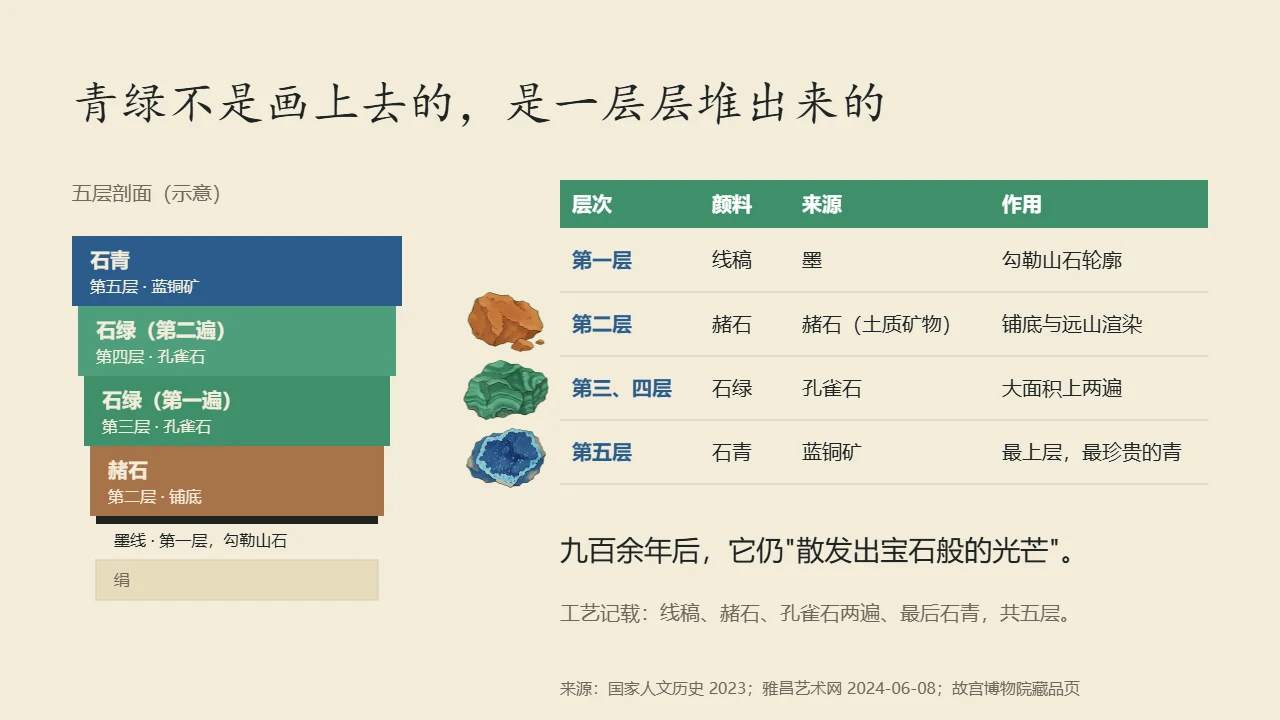 青绿不是画上去的，是一层层堆出来的
五层剖面（示意）
石青
第五层 · 蓝铜矿
石绿（第二遍）
第四层 · 孔雀石
石绿（第一遍）
第三层 · 孔雀石
赭石
第二层 · 铺底
墨线 · 第一层，勾勒山石
绢
层次 颜料 来源 作用
第一层 线稿 墨 勾勒山石轮廓
第二层 赭石 赭石（土质矿物） 铺底与远山渲染
第三、四层 石绿 孔雀石 大面积上两遍
第五层 石青 蓝铜矿 最上层，最珍贵的青
九百余年后，它仍"散发出宝石般的光芒"。
工艺记载：线稿、赭石、孔雀石两遍、最后石青，共五层。
来源：国家人文历史 2023；雅昌艺术网 2024-06-08；故宫博物院藏品页